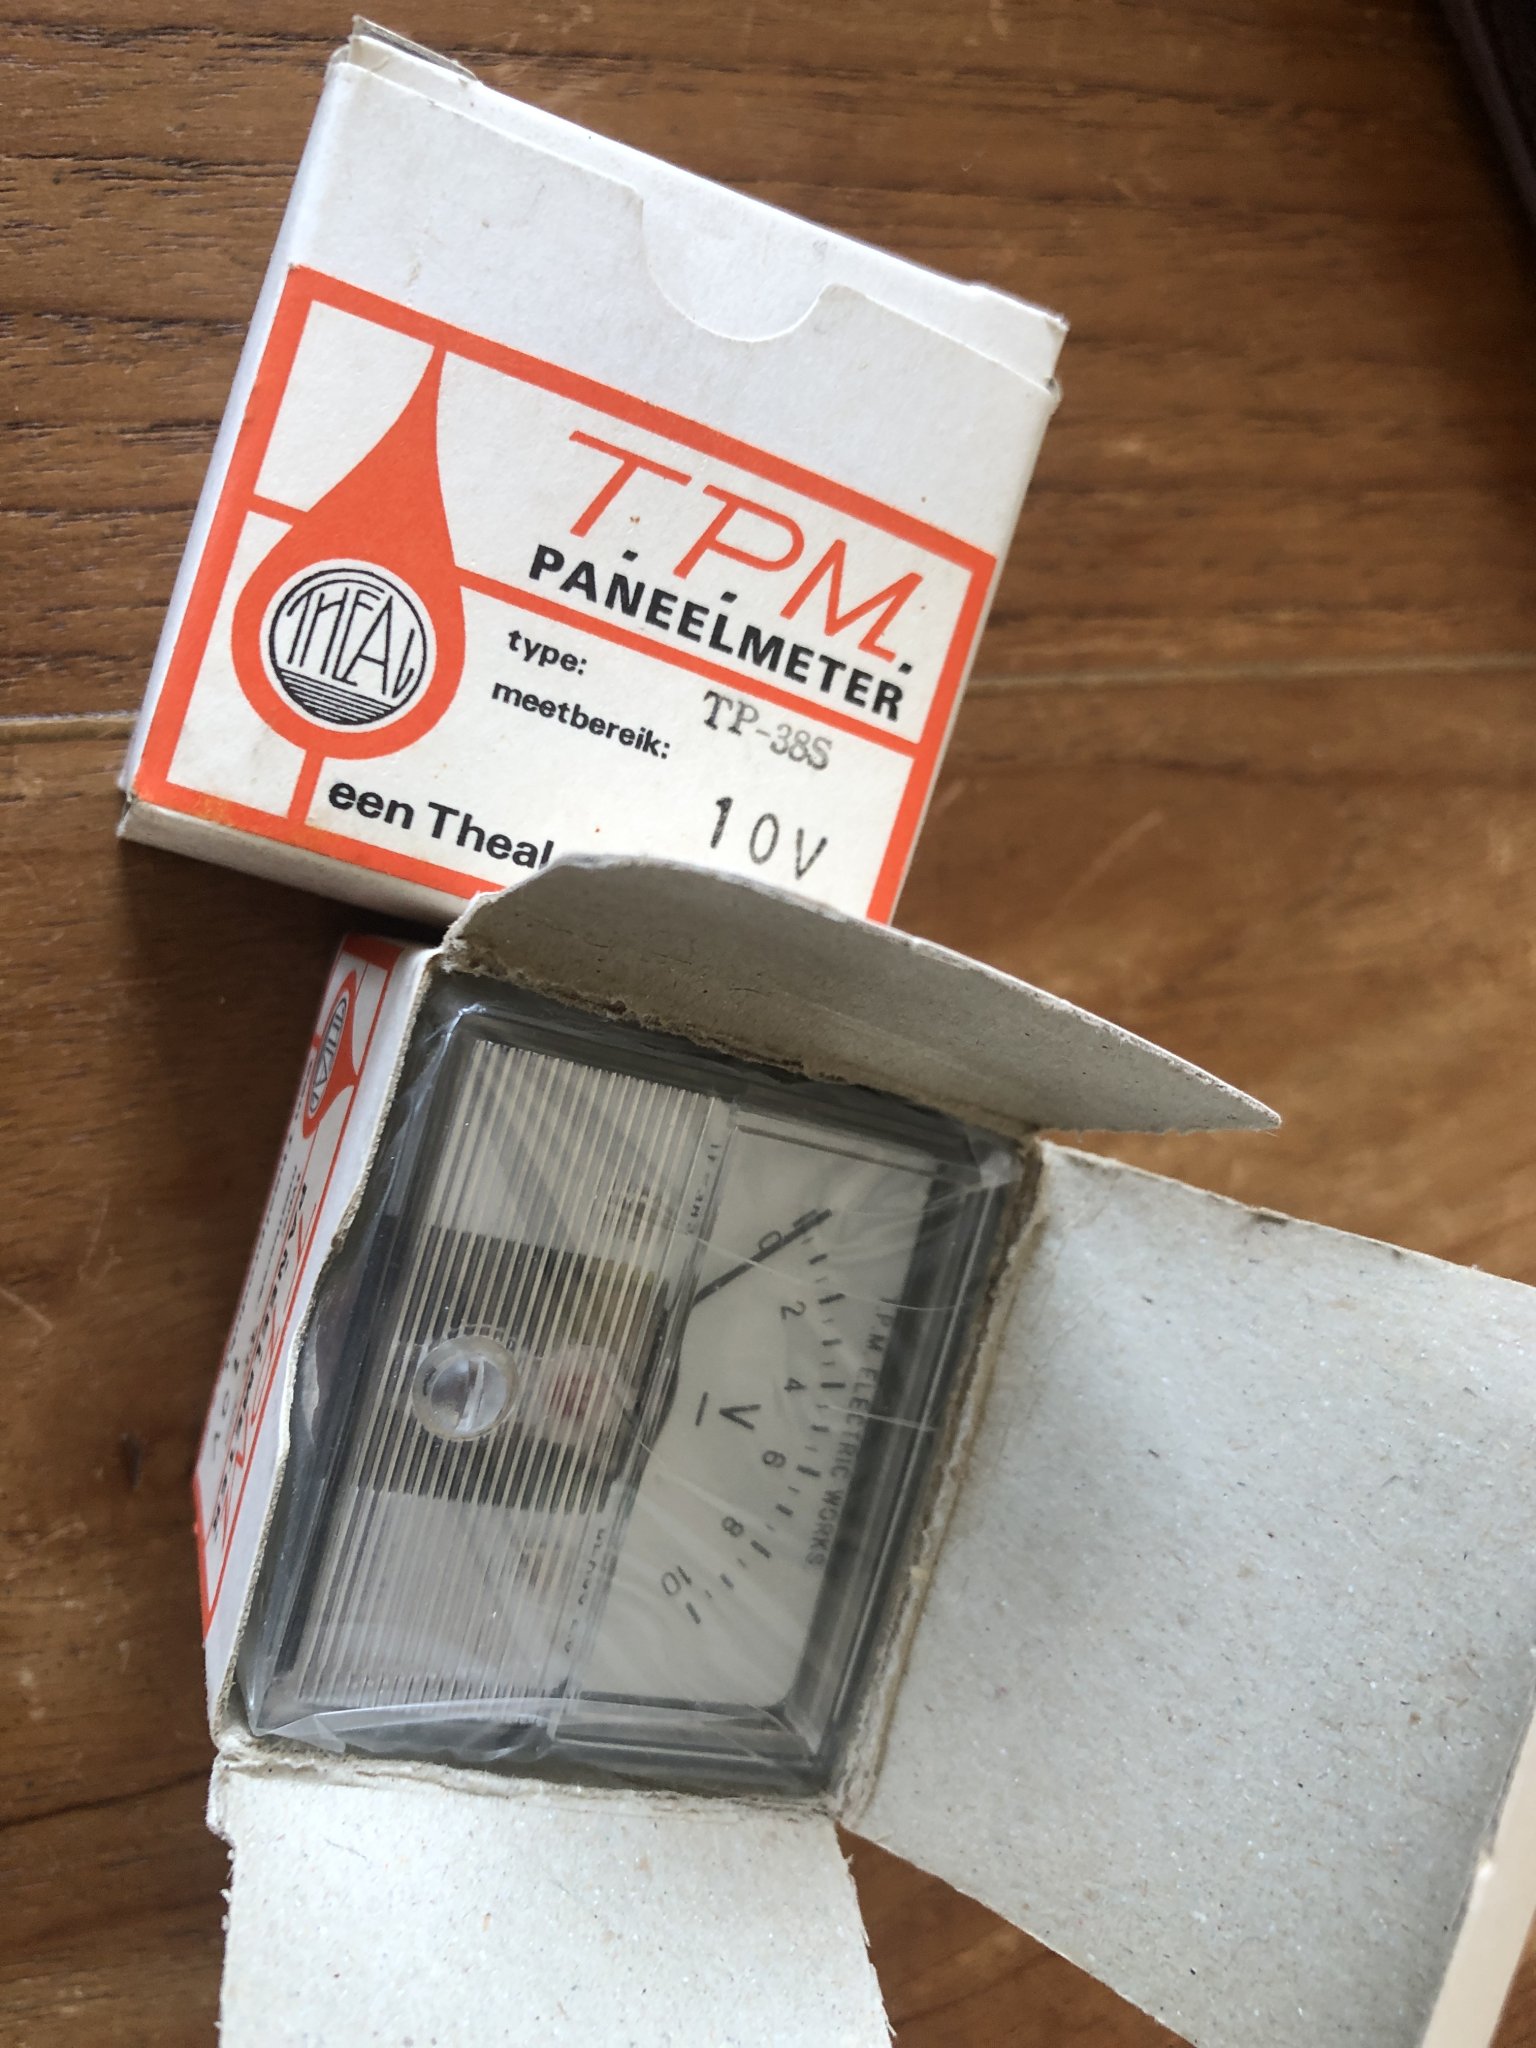 T.P.M.
PANEELMETER
THEAL
type: TP-38S
meetbereik: 10V
een Theal
0 2 4 6 8 10
V
TPM ELECTRIC WORKS